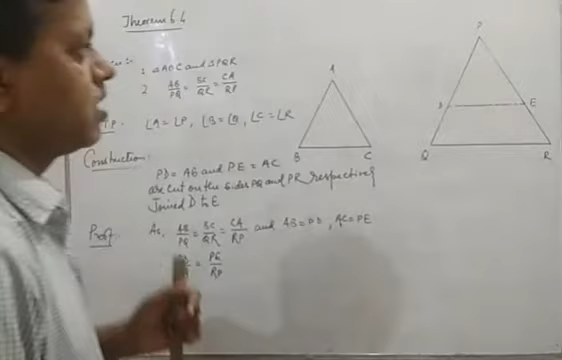 Theorem 6.4
1. △ABC and △PQR
2. AB/PQ = BC/QR = CA/RP
∠A = ∠P, ∠B = ∠Q, ∠C = ∠R
Construction:
PD = AB and PE = AC
are cut on the sides PQ and PR respectively
Joined D to E
Proof: As, AB/PQ = BC/QR = CA/RP and AB = PD, AC = PE
= PE/RP
A
B
C
P
D
E
Q
R